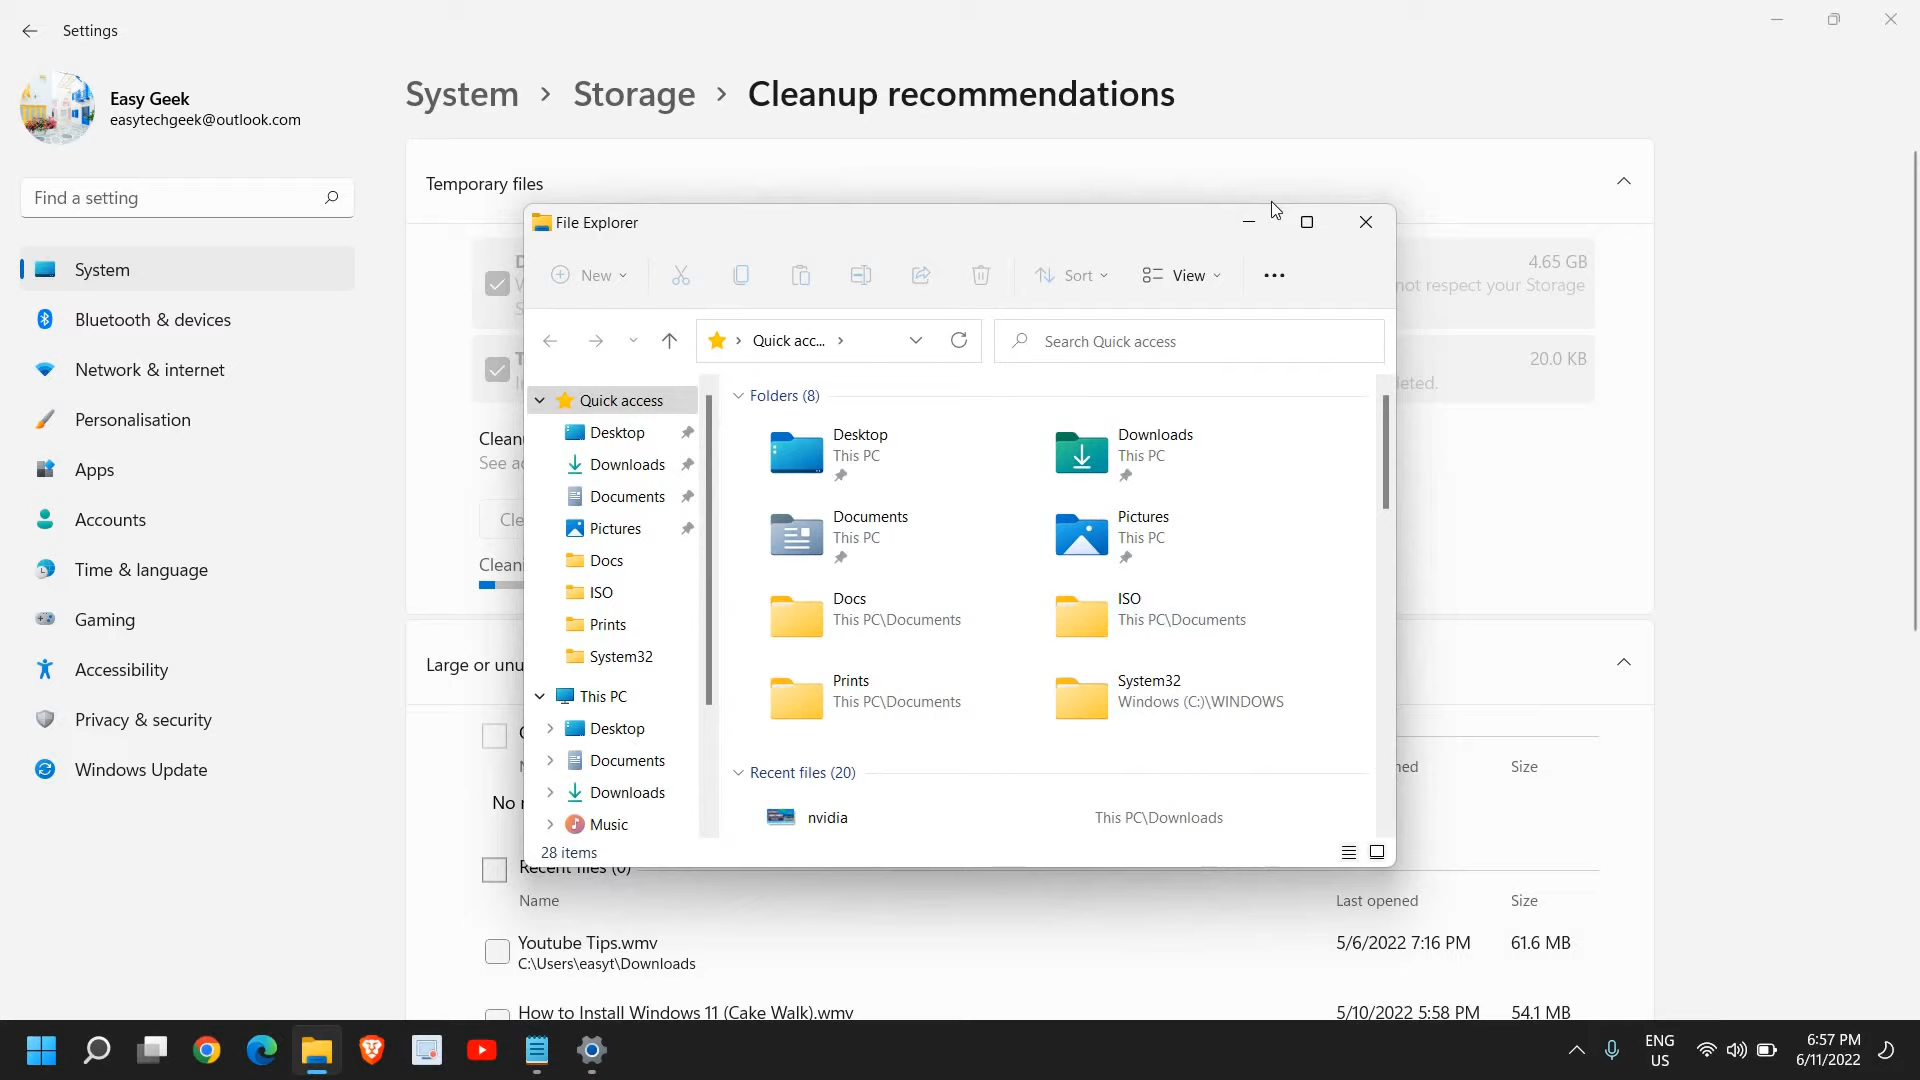 Settings
Easy Geek
easytechgeek@outlook.com
Find a setting
System
Bluetooth & devices
Network & internet
Personalisation
Apps
Accounts
Time & language
Gaming
Accessibility
Privacy & security
Windows Update
System › Storage › Cleanup recommendations
Temporary files
4.65 GB
not respect your Storage
20.0 KB
File Explorer
New
Sort
View
Quick acc...
Search Quick access
Quick access
Desktop
Downloads
Documents
Pictures
Docs
ISO
Prints
System32
This PC
Desktop
Documents
Downloads
Music
Folders (8)
Desktop
This PC
Downloads
This PC
Documents
This PC
Pictures
This PC
Docs
This PC\Documents
ISO
This PC\Documents
Prints
This PC\Documents
System32
Windows (C:)\WINDOWS
Recent files (20)
nvidia
This PC\Downloads
28 items
Large or unu
Size
No
Recent files (0)
Name
Last opened
Size
Youtube Tips.wmv
C:\Users\easyt\Downloads
5/6/2022 7:16 PM
61.6 MB
How to Install Windows 11 (Cake Walk).wmv
5/10/2022 5:58 PM
54.1 MB
ENG
US
6:57 PM
6/11/2022